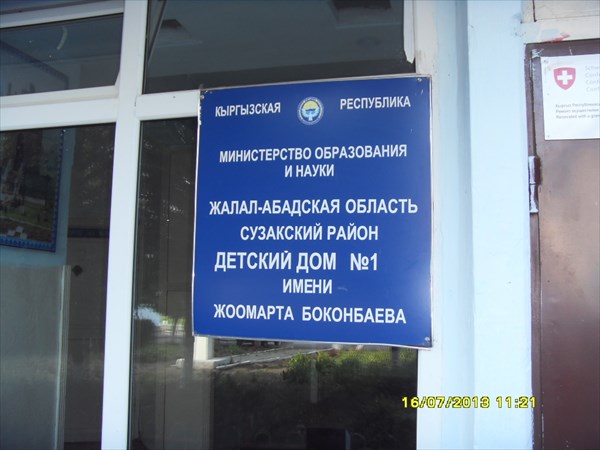 КЫРГЫЗСКАЯ РЕСПУБЛИКА
МИНИСТЕРСТВО ОБРАЗОВАНИЯ
И НАУКИ
ЖАЛАЛ-АБАДСКАЯ ОБЛАСТЬ
СУЗАКСКИЙ РАЙОН
ДЕТСКИЙ ДОМ №1
ИМЕНИ
ЖООМАРТА БОКОНБАЕВА
16/07/2013 11:21